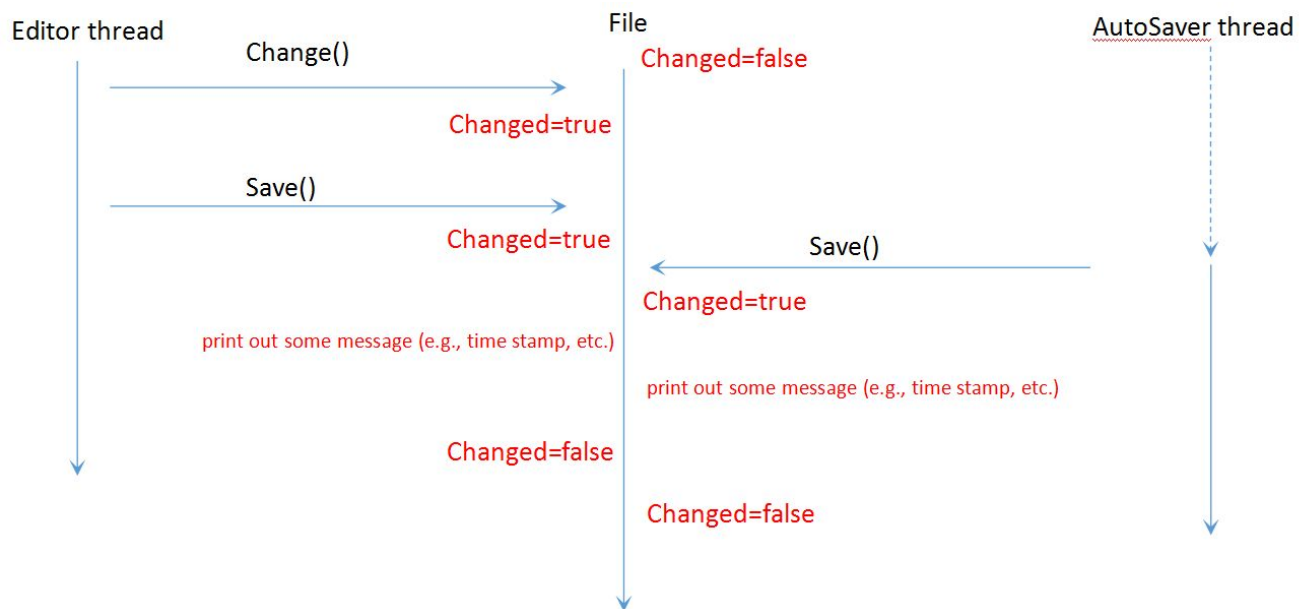 Editor thread
File
AutoSaver thread
Change()
Changed=false
Changed=true
Save()
Changed=true
Save()
Changed=true
print out some message (e.g., time stamp, etc.)
print out some message (e.g., time stamp, etc.)
Changed=false
Changed=false